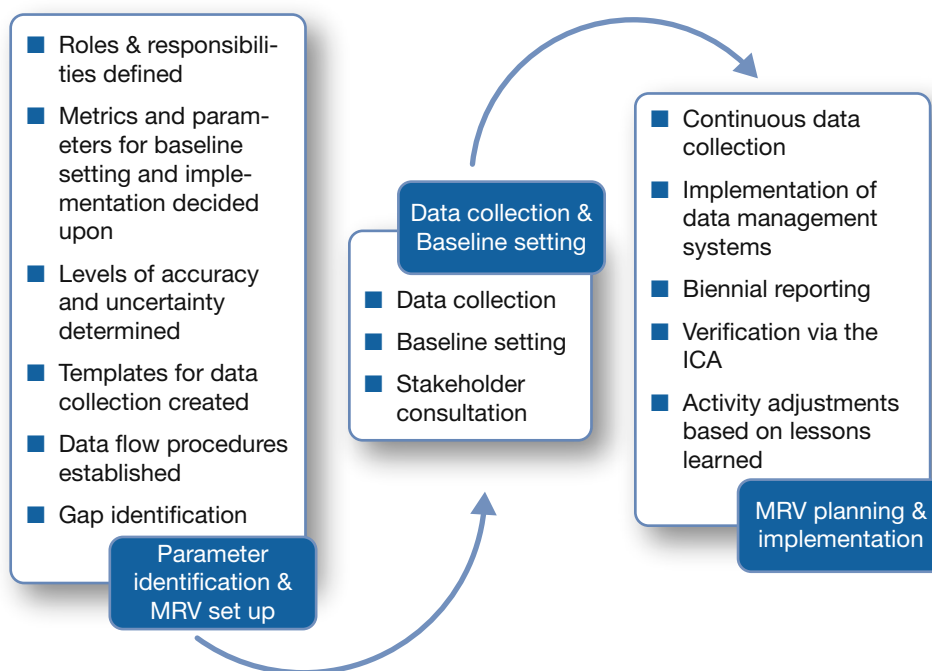 Roles & responsibili-
ties defined
Metrics and param-
eters for baseline
setting and imple-
mentation decided
upon
Levels of accuracy
and uncertainty
determined
Templates for data
collection created
Data flow procedures
established
Gap identification
Parameter
identification &
MRV set up
Data collection &
Baseline setting
Data collection
Baseline setting
Stakeholder
consultation
Continuous data
collection
Implementation of
data management
systems
Biennial reporting
Verification via the
ICA
Activity adjustments
based on lessons
learned
MRV planning &
implementation